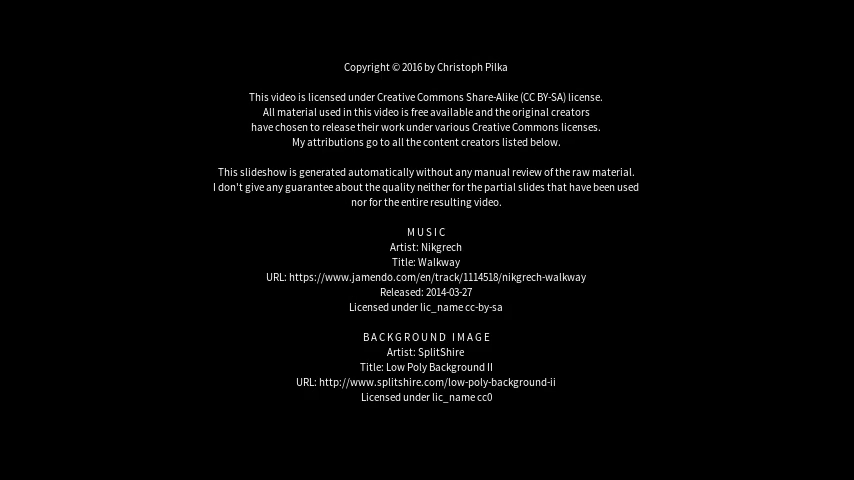 Copyright © 2016 by Christoph Pilka
This video is licensed under Creative Commons Share-Alike (CC BY-SA) license.
All material used in this video is free available and the original creators
have chosen to release their work under various Creative Commons licenses.
My attributions go to all the content creators listed below.
This slideshow is generated automatically without any manual review of the raw material.
I don't give any guarantee about the quality neither for the partial slides that have been used
nor for the entire resulting video.
MUSIC
Artist: Nikgrech
Title: Walkway
URL: https://www.jamendo.com/en/track/1114518/nikgrech-walkway
Released: 2014-03-27
Licensed under lic_name cc-by-sa
BACKGROUND IMAGE
Artist: SplitShire
Title: Low Poly Background II
URL: http://www.splitshire.com/low-poly-background-ii
Licensed under lic_name cc0